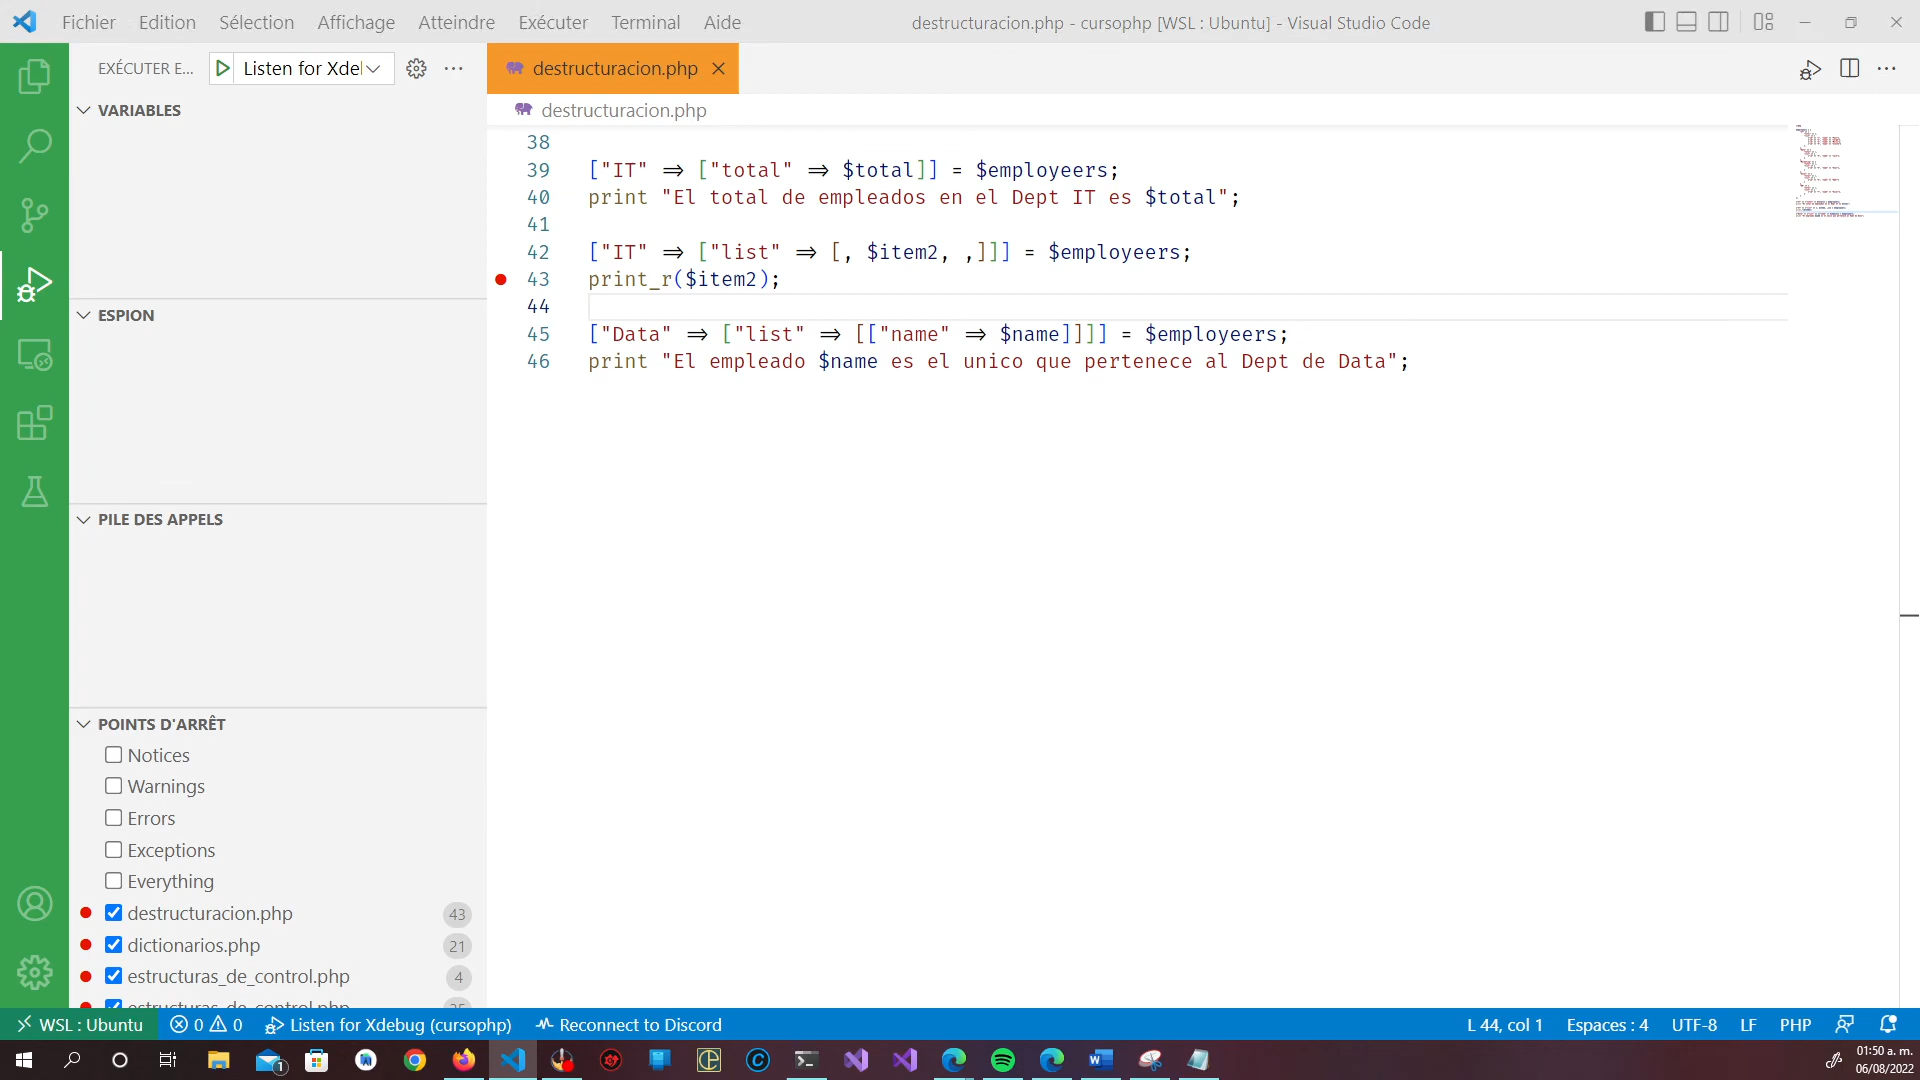 Fichier Edition Sélection Affichage Atteindre Exécuter Terminal Aide
destructuracion.php - cursophp [WSL : Ubuntu] - Visual Studio Code
EXÉCUTER E... Listen for Xde
destructuracion.php
destructuracion.php
VARIABLES
ESPION
PILE DES APPELS
POINTS D'ARRÊT
Notices
Warnings
Errors
Exceptions
Everything
destructuracion.php 43
dictionarios.php 21
estructuras_de_control.php 4
estructuras_de_control.php
38
39 ["IT" => ["total" => $total]] = $employeers;
40 print "El total de empleados en el Dept IT es $total";
41
42 ["IT" => ["list" => [, $item2, ,]]] = $employeers;
43 print_r($item2);
44
45 ["Data" => ["list" => [["name" => $name]]]] = $employeers;
46 print "El empleado $name es el unico que pertenece al Dept de Data";
WSL : Ubuntu 0 0 Listen for Xdebug (cursophp) Reconnect to Discord
L 44, col 1 Espaces : 4 UTF-8 LF PHP
1
01:50 a. m.
06/08/2022